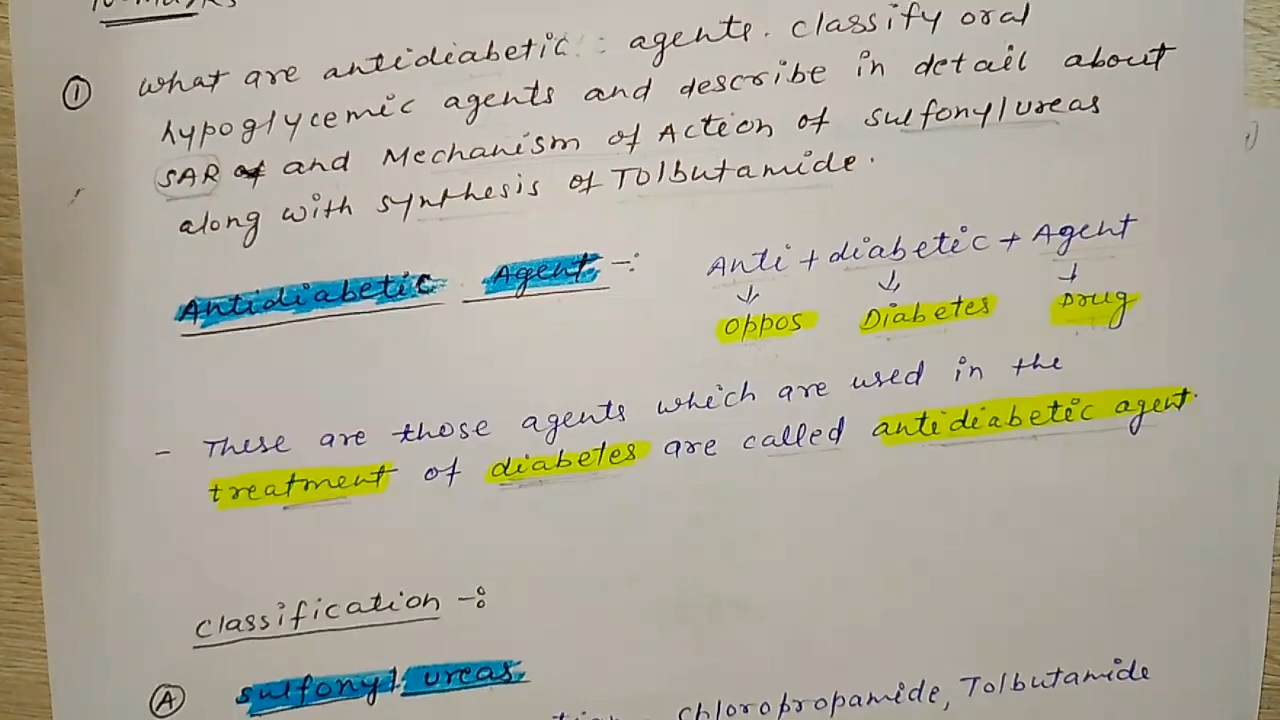 ① What are antidiabetic : agents. classify oral
hypoglycemic agents and describe in detail about
SAR and Mechanism of Action of sulfonylureas
along with synthesis of Tolbutamide.
Antidiabetic Agent -: Anti + diabetic + Agent
Oppos Diabetes Drug
- These are those agents which are used in the
treatment of diabetes are called antidiabetic agent.
classification -:
Ⓐ sulfonyl ureas
chloropropamide, Tolbutamide